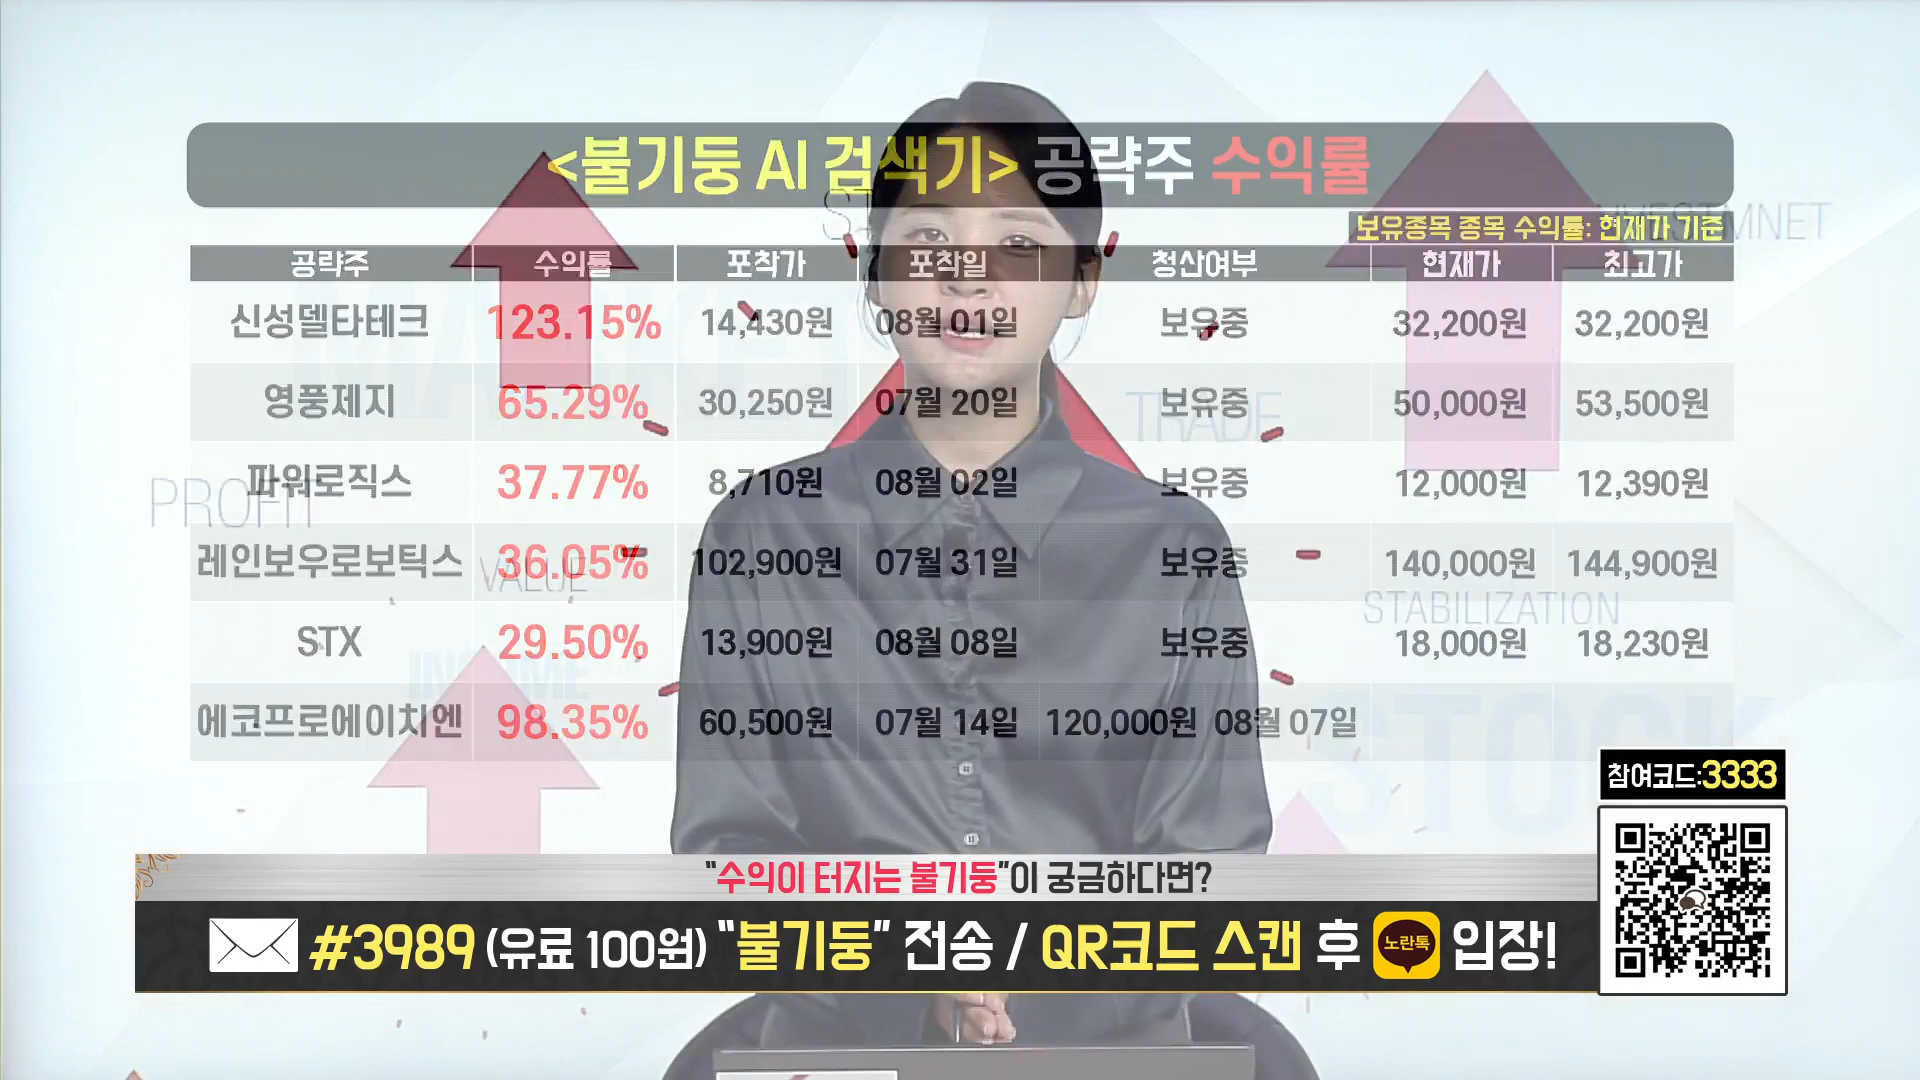 <불기둥 AI 검색기> 공략주 수익률
보유종목 종목 수익률: 현재가 기준
공략주 수익률 포착가 포착일 청산여부 현재가 최고가
신성델타테크 123.15% 14,430원 08월 01일 보유중 32,200원 32,200원
영풍제지 65.29% 30,250원 07월 20일 보유중 50,000원 53,500원
파워로직스 37.77% 8,710원 08월 02일 보유중 12,000원 12,390원
레인보우로보틱스 36.05% 102,900원 07월 31일 보유중 140,000원 144,900원
STX 29.50% 13,900원 08월 08일 보유중 18,000원 18,230원
에코프로에이치엔 98.35% 60,500원 07월 14일 120,000원 08월 07일
PROFIT
VALUE
TRADE
STABILIZATION
INCOME
STOCK
참여코드:3333
"수익이 터지는 불기둥"이 궁금하다면?
#3989 (유료 100원) "불기둥" 전송 / QR코드 스캔 후 노란톡 입장!